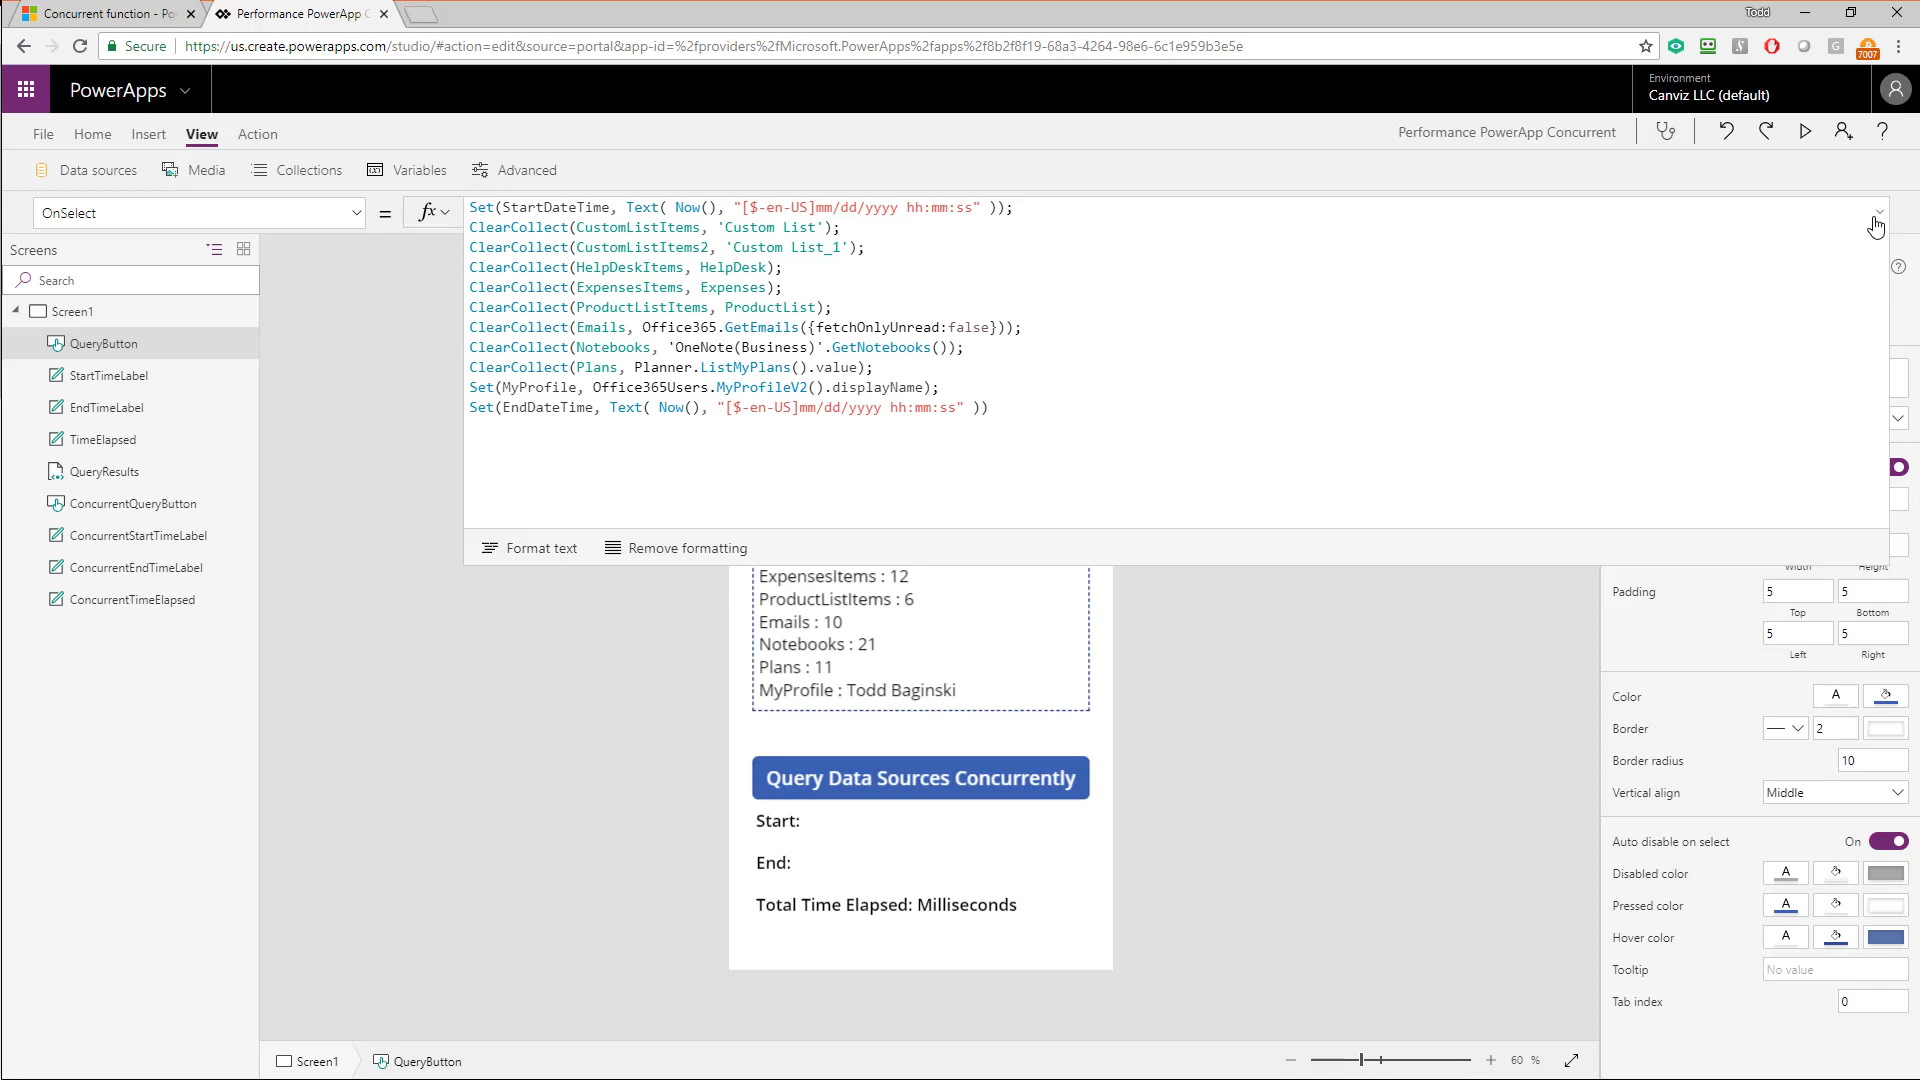 Concurrent function - Po
Performance PowerApp C
Todd
Secure
https://us.create.powerapps.com/studio/#action=edit&source=portal&app-id=%2fproviders%2fMicrosoft.PowerApps%2fapps%2f8b2f8f19-68a3-4264-98e6-6c1e959b3e5e
7007
PowerApps
Environment
Canviz LLC (default)
File
Home
Insert
View
Action
Performance PowerApp Concurrent
?
Data sources
Media
Collections
Variables
Advanced
OnSelect
=
fx
Set(StartDateTime, Text( Now(), "[$-en-US]mm/dd/yyyy hh:mm:ss" ));
ClearCollect(CustomListItems, 'Custom List');
ClearCollect(CustomListItems2, 'Custom List_1');
ClearCollect(HelpDeskItems, HelpDesk);
ClearCollect(ExpensesItems, Expenses);
ClearCollect(ProductListItems, ProductList);
ClearCollect(Emails, Office365.GetEmails({fetchOnlyUnread:false}));
ClearCollect(Notebooks, 'OneNote(Business)'.GetNotebooks());
ClearCollect(Plans, Planner.ListMyPlans().value);
Set(MyProfile, Office365Users.MyProfileV2().displayName);
Set(EndDateTime, Text( Now(), "[$-en-US]mm/dd/yyyy hh:mm:ss" ))
Format text
Remove formatting
Screens
Search
Screen1
QueryButton
StartTimeLabel
EndTimeLabel
TimeElapsed
QueryResults
ConcurrentQueryButton
ConcurrentStartTimeLabel
ConcurrentEndTimeLabel
ConcurrentTimeElapsed
ExpensesItems : 12
ProductListItems : 6
Emails : 10
Notebooks : 21
Plans : 11
MyProfile : Todd Baginski
Query Data Sources Concurrently
Start:
End:
Total Time Elapsed: Milliseconds
Width
Height
Padding
5
5
Top
Bottom
5
5
Left
Right
Color
A
Border
2
Border radius
10
Vertical align
Middle
Auto disable on select
On
Disabled color
A
Pressed color
A
Hover color
A
Tooltip
No value
Tab index
0
Screen1
QueryButton
60 %